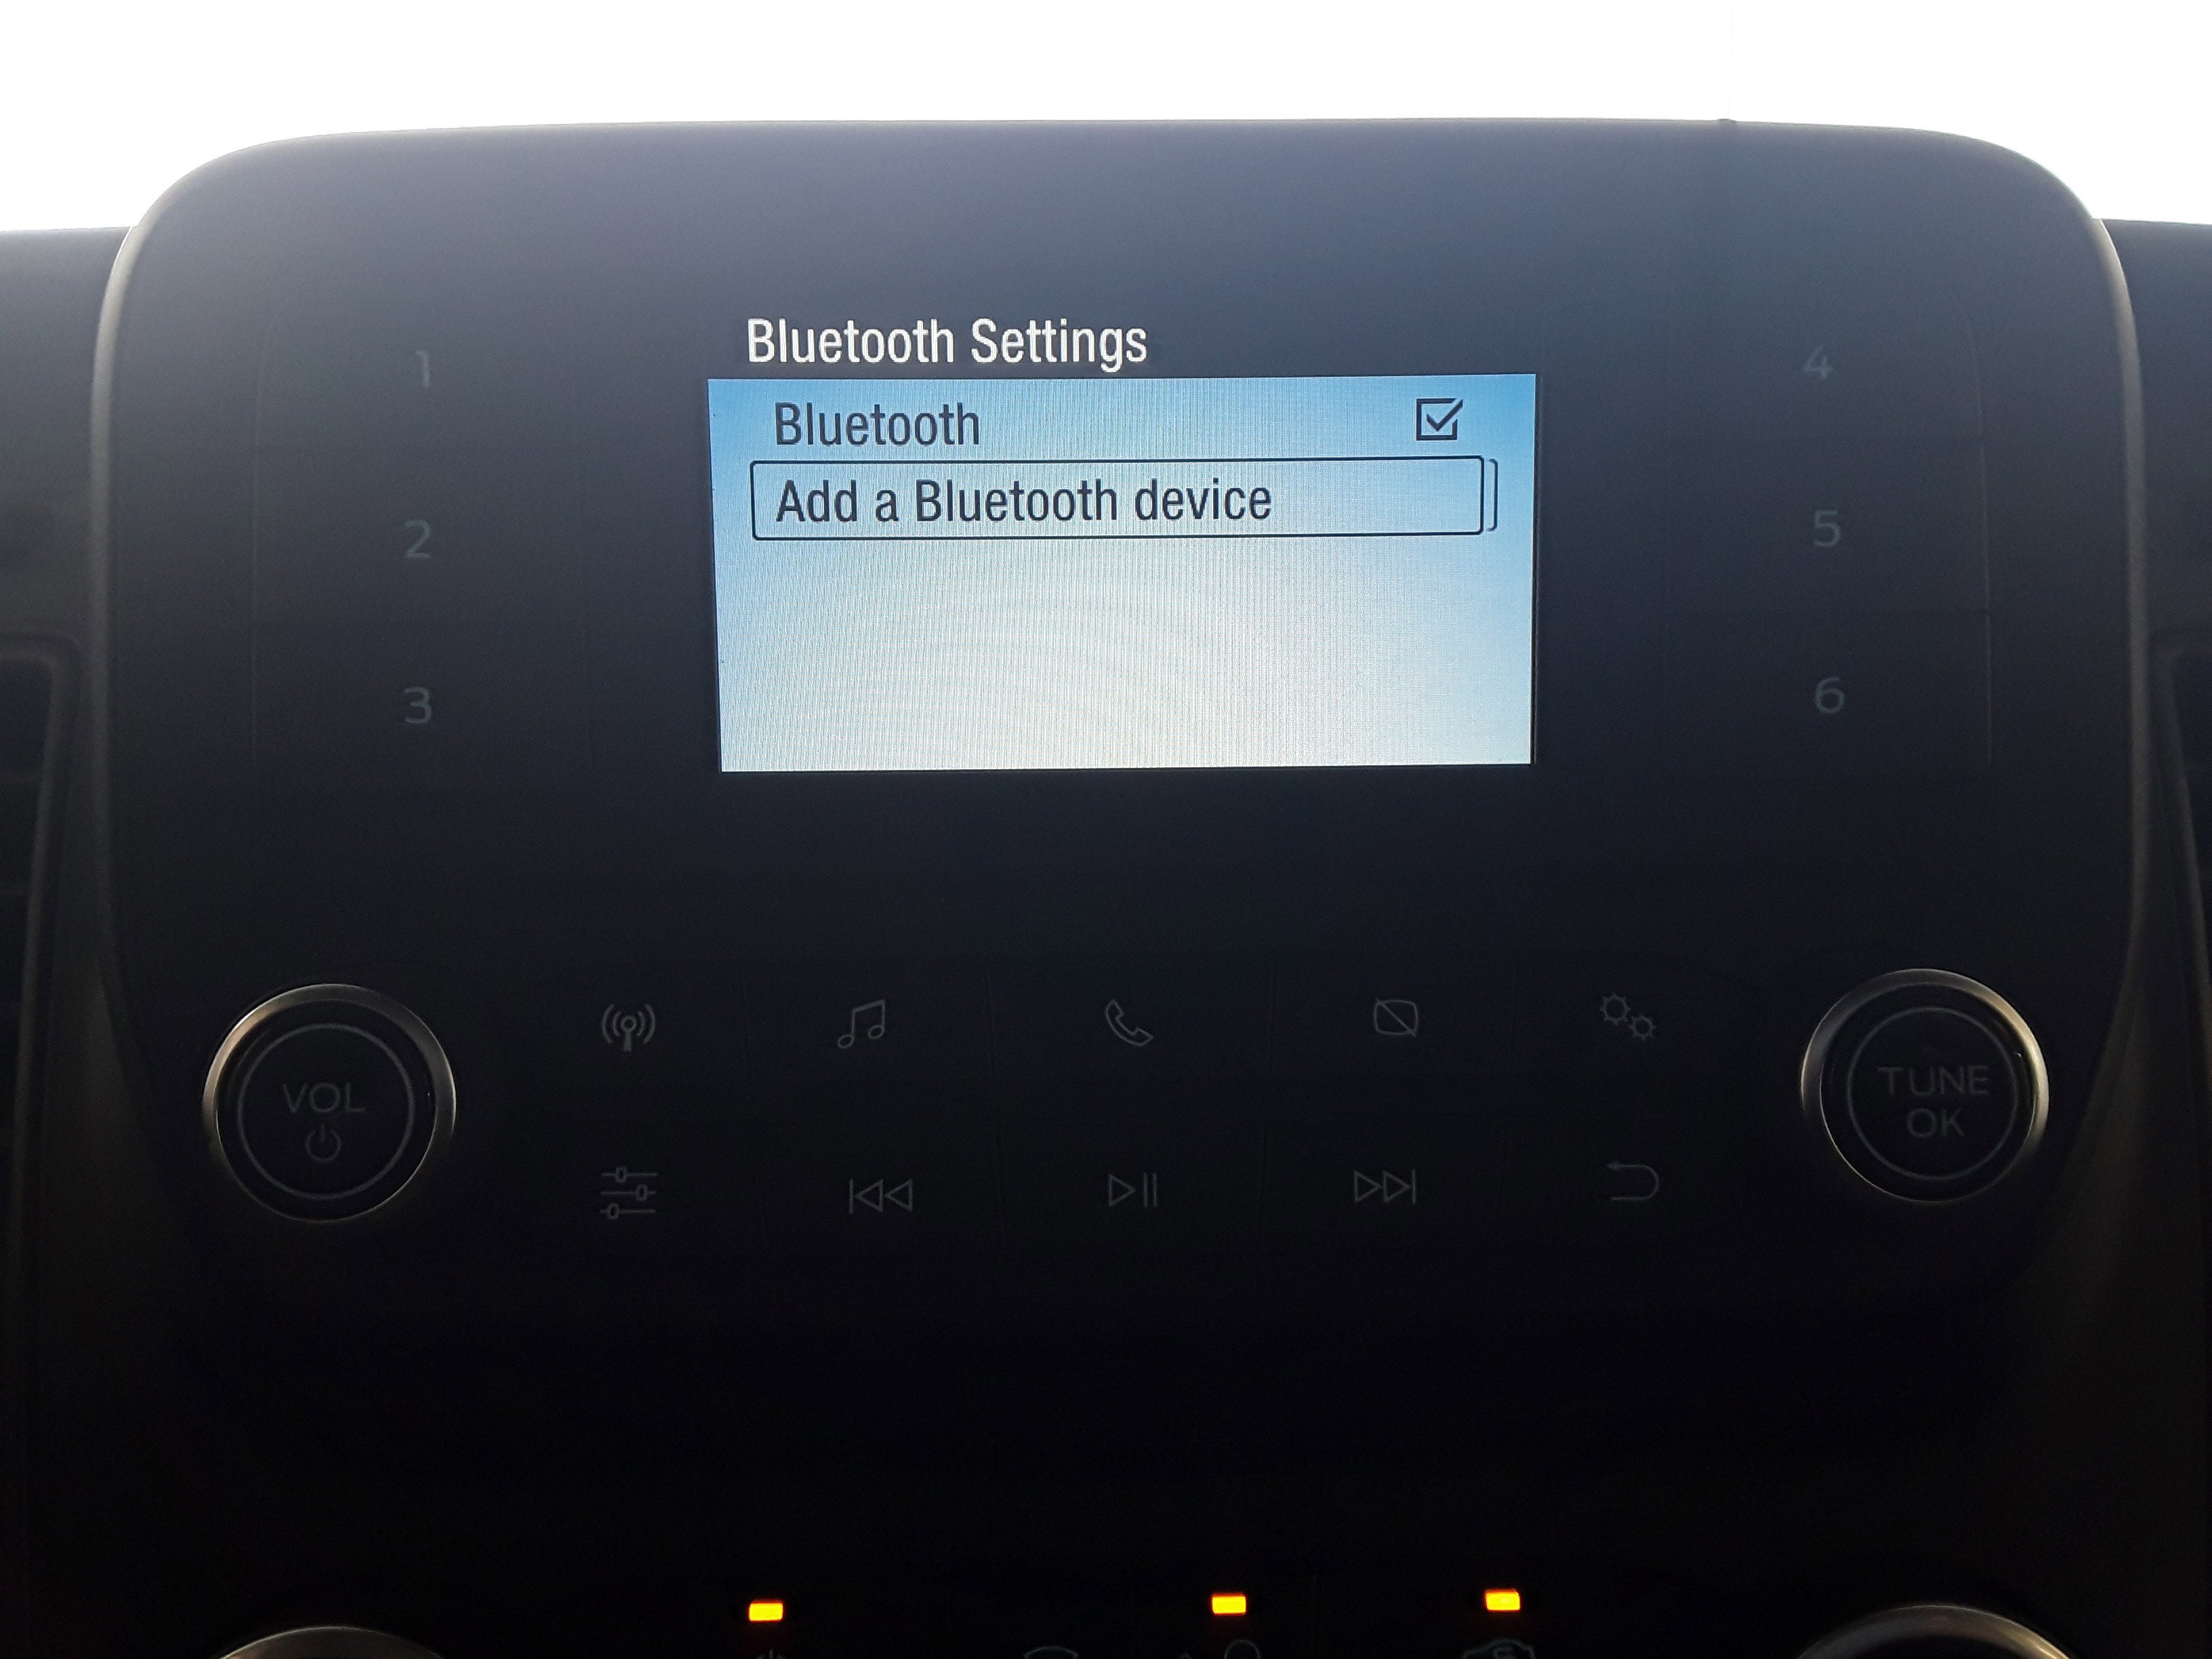 Bluetooth Settings
Bluetooth
Add a Bluetooth device
1
4
2
5
3
6
VOL
TUNE
OK